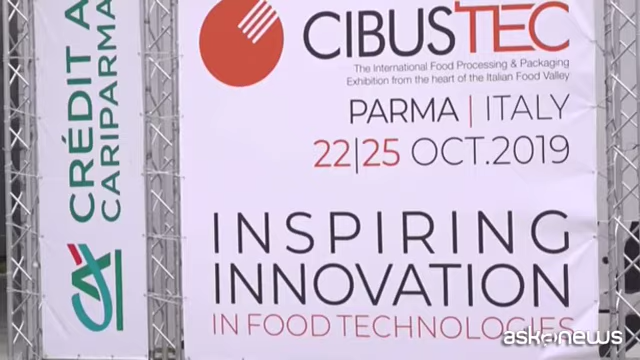 CRÉDIT A
CARIPARMA
CA
CIBUSTEC
The International Food Processing & Packaging
Exhibition from the heart of the Italian Food Valley
PARMA | ITALY
22|25 OCT.2019
INSPIRING
INNOVATION
IN FOOD TECHNOLOGIES
askanews